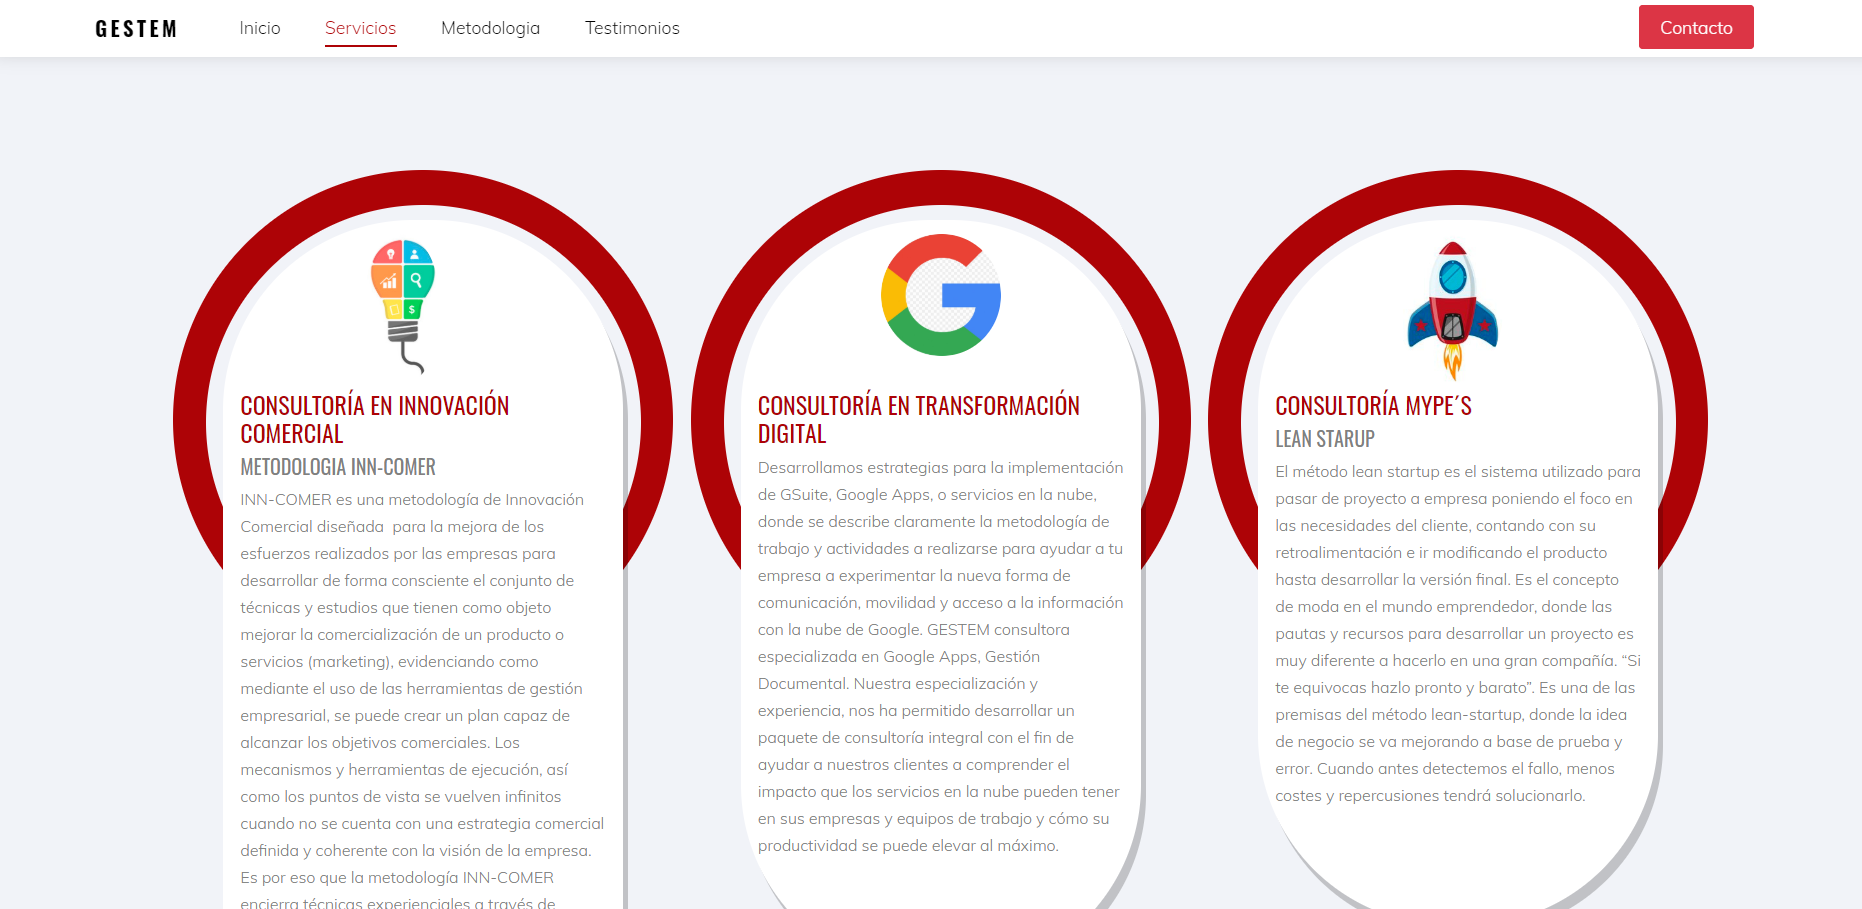 GESTEM
Inicio
Servicios
Metodologia
Testimonios
Contacto
CONSULTORÍA EN INNOVACIÓN
COMERCIAL
METODOLOGIA INN-COMER
INN-COMER es una metodología de Innovación
Comercial diseñada  para la mejora de los
esfuerzos realizados por las empresas para
desarrollar de forma consciente el conjunto de
técnicas y estudios que tienen como objeto
mejorar la comercialización de un producto o
servicios (marketing), evidenciando como
mediante el uso de las herramientas de gestión
empresarial, se puede crear un plan capaz de
alcanzar los objetivos comerciales. Los
mecanismos y herramientas de ejecución, así
como los puntos de vista se vuelven infinitos
cuando no se cuenta con una estrategia comercial
definida y coherente con la visión de la empresa.
Es por eso que la metodología INN-COMER
encierra técnicas experienciales a través de
CONSULTORÍA EN TRANSFORMACIÓN
DIGITAL
Desarrollamos estrategias para la implementación
de GSuite, Google Apps, o servicios en la nube,
donde se describe claramente la metodología de
trabajo y actividades a realizarse para ayudar a tu
empresa a experimentar la nueva forma de
comunicación, movilidad y acceso a la información
con la nube de Google. GESTEM consultora
especializada en Google Apps, Gestión
Documental. Nuestra especialización y
experiencia, nos ha permitido desarrollar un
paquete de consultoría integral con el fin de
ayudar a nuestros clientes a comprender el
impacto que los servicios en la nube pueden tener
en sus empresas y equipos de trabajo y cómo su
productividad se puede elevar al máximo.
CONSULTORÍA MYPE´S
LEAN STARUP
El método lean startup es el sistema utilizado para
pasar de proyecto a empresa poniendo el foco en
las necesidades del cliente, contando con su
retroalimentación e ir modificando el producto
hasta desarrollar la versión final. Es el concepto
de moda en el mundo emprendedor, donde las
pautas y recursos para desarrollar un proyecto es
muy diferente a hacerlo en una gran compañía. “Si
te equivocas hazlo pronto y barato”. Es una de las
premisas del método lean-startup, donde la idea
de negocio se va mejorando a base de prueba y
error. Cuando antes detectemos el fallo, menos
costes y repercusiones tendrá solucionarlo.